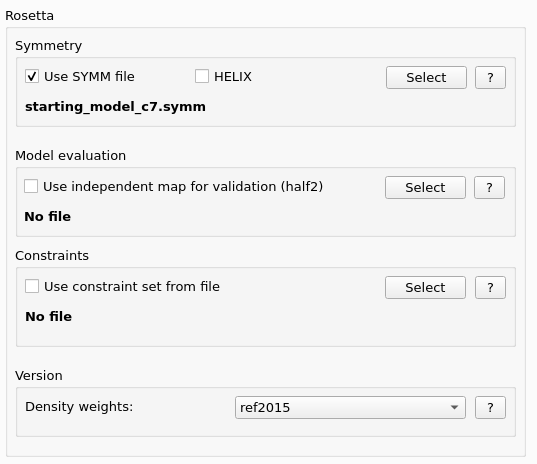 Rosetta
Symmetry
Use SYMM file HELIX Select ?
starting_model_c7.symm
Model evaluation
Use independent map for validation (half2) Select ?
No file
Constraints
Use constraint set from file Select ?
No file
Version
Density weights: ref2015 ?